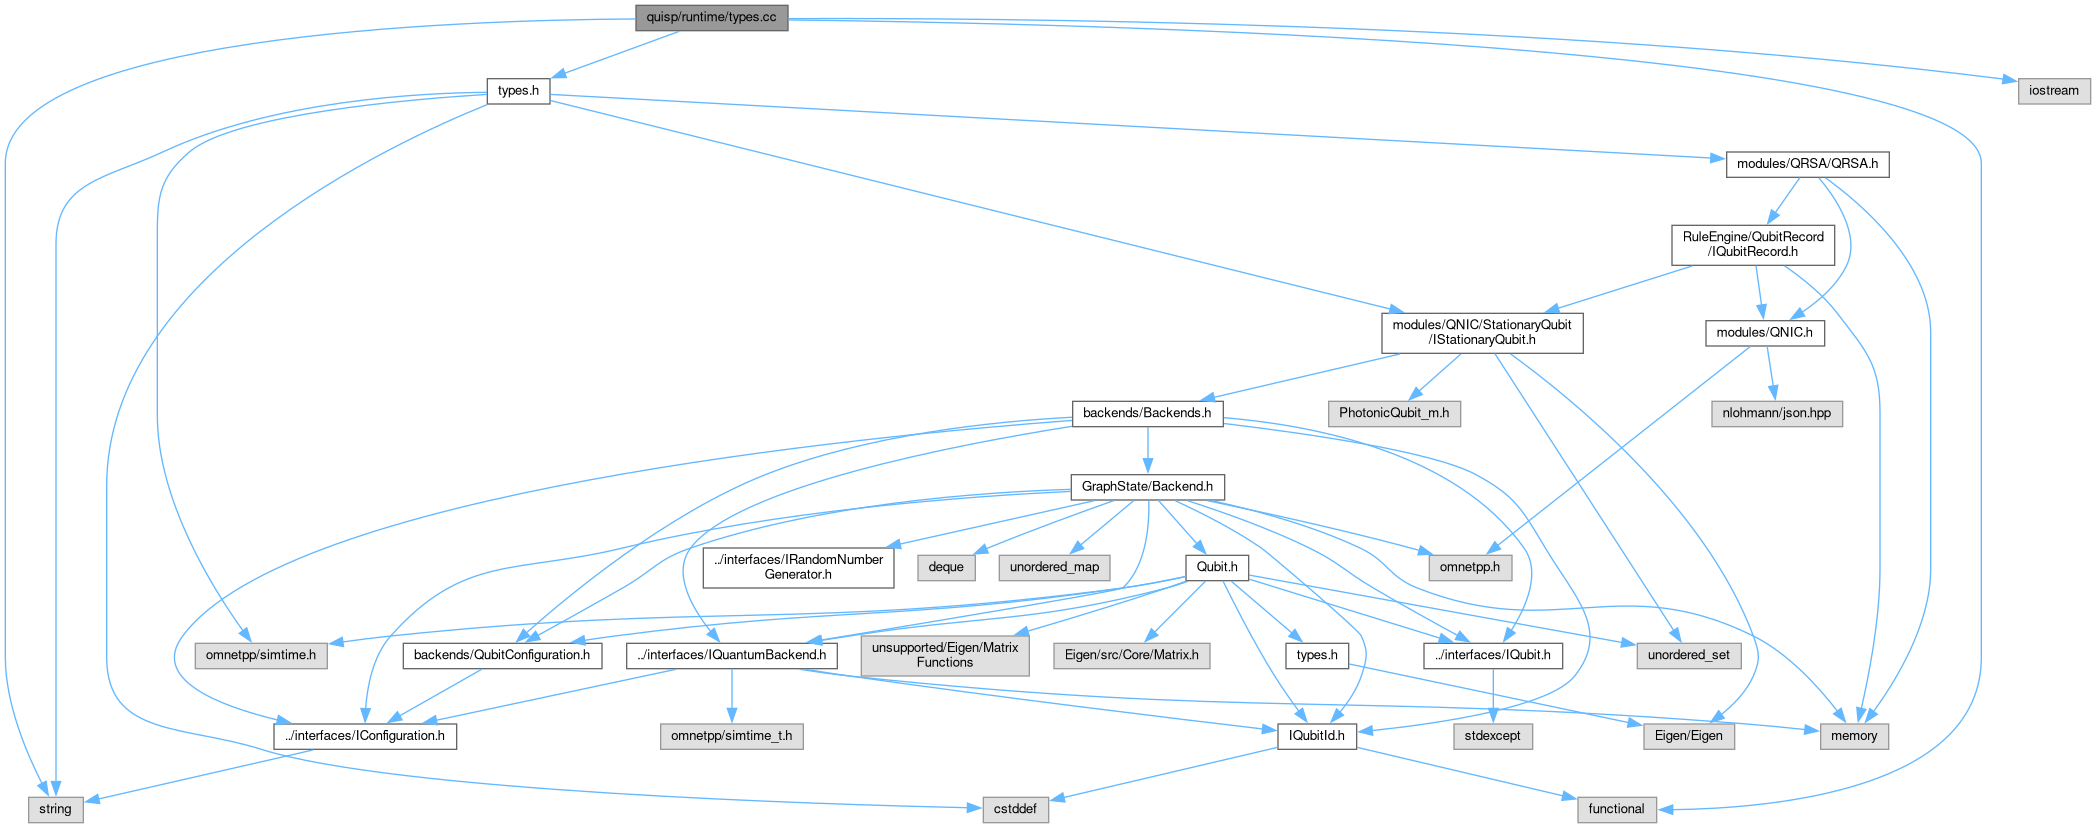 quisp/runtime/types.cc
types.h
iostream
modules/QRSA/QRSA.h
RuleEngine/QubitRecord
/IQubitRecord.h
modules/QNIC/StationaryQubit
/IStationaryQubit.h
modules/QNIC.h
backends/Backends.h
PhotonicQubit_m.h
nlohmann/json.hpp
GraphState/Backend.h
../interfaces/IRandomNumber
Generator.h
deque
unordered_map
Qubit.h
omnetpp.h
omnetpp/simtime.h
backends/QubitConfiguration.h
../interfaces/IQuantumBackend.h
unsupported/Eigen/Matrix
Functions
Eigen/src/Core/Matrix.h
types.h
../interfaces/IQubit.h
unordered_set
../interfaces/IConfiguration.h
omnetpp/simtime_t.h
IQubitId.h
stdexcept
Eigen/Eigen
memory
string
cstddef
functional